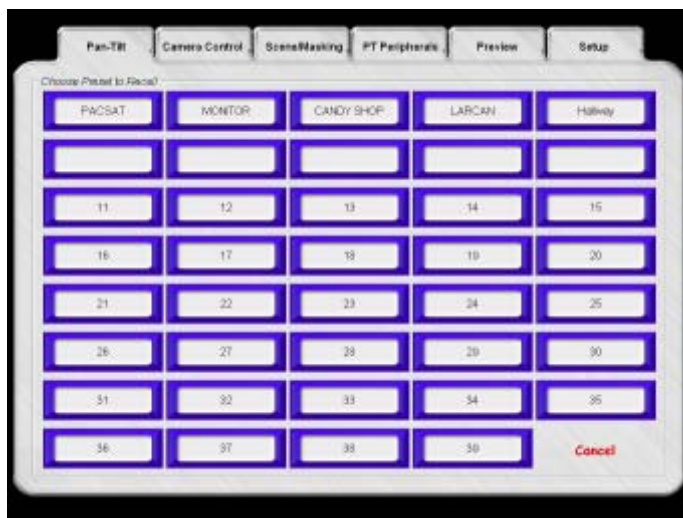 Pan-Tilt Camera Control Scene/Masking PT Peripherals Preview Setup
Choose Preset to Recall
PACSAT MONITOR CANDY SHOP LARCAN Hallway
11 12 13 14 15
16 17 18 19 20
21 22 23 24 25
26 27 28 29 30
31 32 33 34 35
36 37 38 39 Cancel